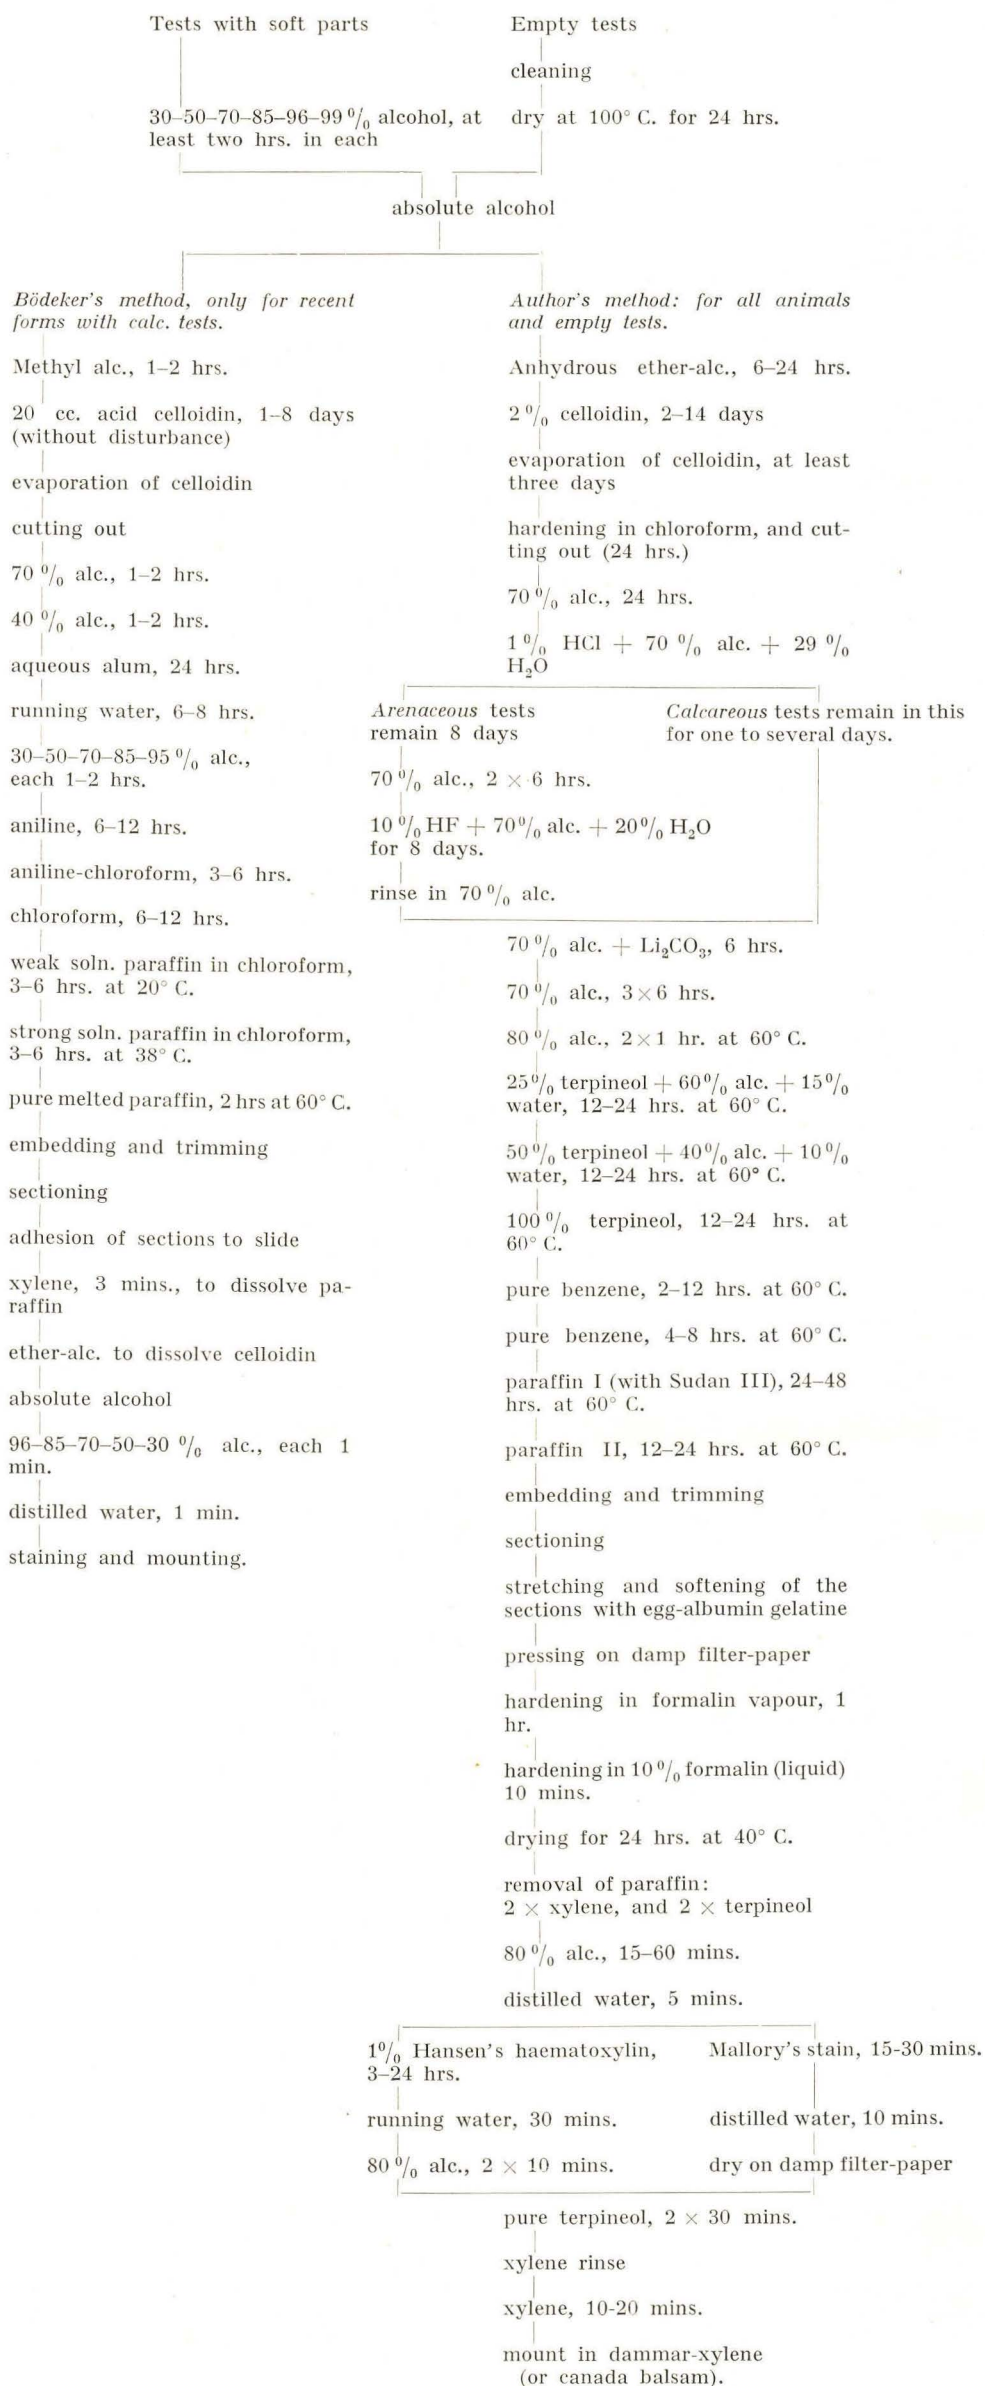 Tests with soft parts
Empty tests
cleaning
30–50–70–85–96–99 % alcohol, at
least two hrs. in each
dry at 100° C. for 24 hrs.
absolute alcohol
Bödeker's method, only for recent
forms with calc. tests.
Methyl alc., 1–2 hrs.
20 cc. acid celloidin, 1–8 days
(without disturbance)
evaporation of celloidin
cutting out
70 % alc., 1–2 hrs.
40 % alc., 1–2 hrs.
aqueous alum, 24 hrs.
running water, 6–8 hrs.
30–50–70–85–95 % alc.,
each 1–2 hrs.
aniline, 6–12 hrs.
aniline-chloroform, 3–6 hrs.
chloroform, 6–12 hrs.
weak soln. paraffin in chloroform,
3–6 hrs. at 20° C.
strong soln. paraffin in chloroform,
3–6 hrs. at 38° C.
pure melted paraffin, 2 hrs at 60° C.
embedding and trimming
sectioning
adhesion of sections to slide
xylene, 3 mins., to dissolve pa-
raffin
ether-alc. to dissolve celloidin
absolute alcohol
96–85–70–50–30 % alc., each 1
min.
distilled water, 1 min.
staining and mounting.
Author's method: for all animals
and empty tests.
Anhydrous ether-alc., 6–24 hrs.
2 % celloidin, 2–14 days
evaporation of celloidin, at least
three days
hardening in chloroform, and cut-
ting out (24 hrs.)
70 % alc., 24 hrs.
1 % HCl + 70 % alc. + 29 %
H₂O
Arenaceous tests
remain 8 days
70 % alc., 2 × 6 hrs.
10 % HF + 70 % alc. + 20 % H₂O
for 8 days.
rinse in 70 % alc.
Calcareous tests remain in this
for one to several days.
70 % alc. + Li₂CO₃, 6 hrs.
70 % alc., 3 × 6 hrs.
80 % alc., 2 × 1 hr. at 60° C.
25 % terpineol + 60 % alc. + 15 %
water, 12–24 hrs. at 60° C.
50 % terpineol + 40 % alc. + 10 %
water, 12–24 hrs. at 60° C.
100 % terpineol, 12–24 hrs. at
60° C.
pure benzene, 2–12 hrs. at 60° C.
pure benzene, 4–8 hrs. at 60° C.
paraffin I (with Sudan III), 24–48
hrs. at 60° C.
paraffin II, 12–24 hrs. at 60° C.
embedding and trimming
sectioning
stretching and softening of the
sections with egg-albumin gelatine
pressing on damp filter-paper
hardening in formalin vapour, 1
hr.
hardening in 10 % formalin (liquid)
10 mins.
drying for 24 hrs. at 40° C.
removal of paraffin:
2 × xylene, and 2 × terpineol
80 % alc., 15–60 mins.
distilled water, 5 mins.
1 % Hansen's haematoxylin,
3–24 hrs.
running water, 30 mins.
80 % alc., 2 × 10 mins.
Mallory's stain, 15-30 mins.
distilled water, 10 mins.
dry on damp filter-paper
pure terpineol, 2 × 30 mins.
xylene rinse
xylene, 10-20 mins.
mount in dammar-xylene
(or canada balsam).